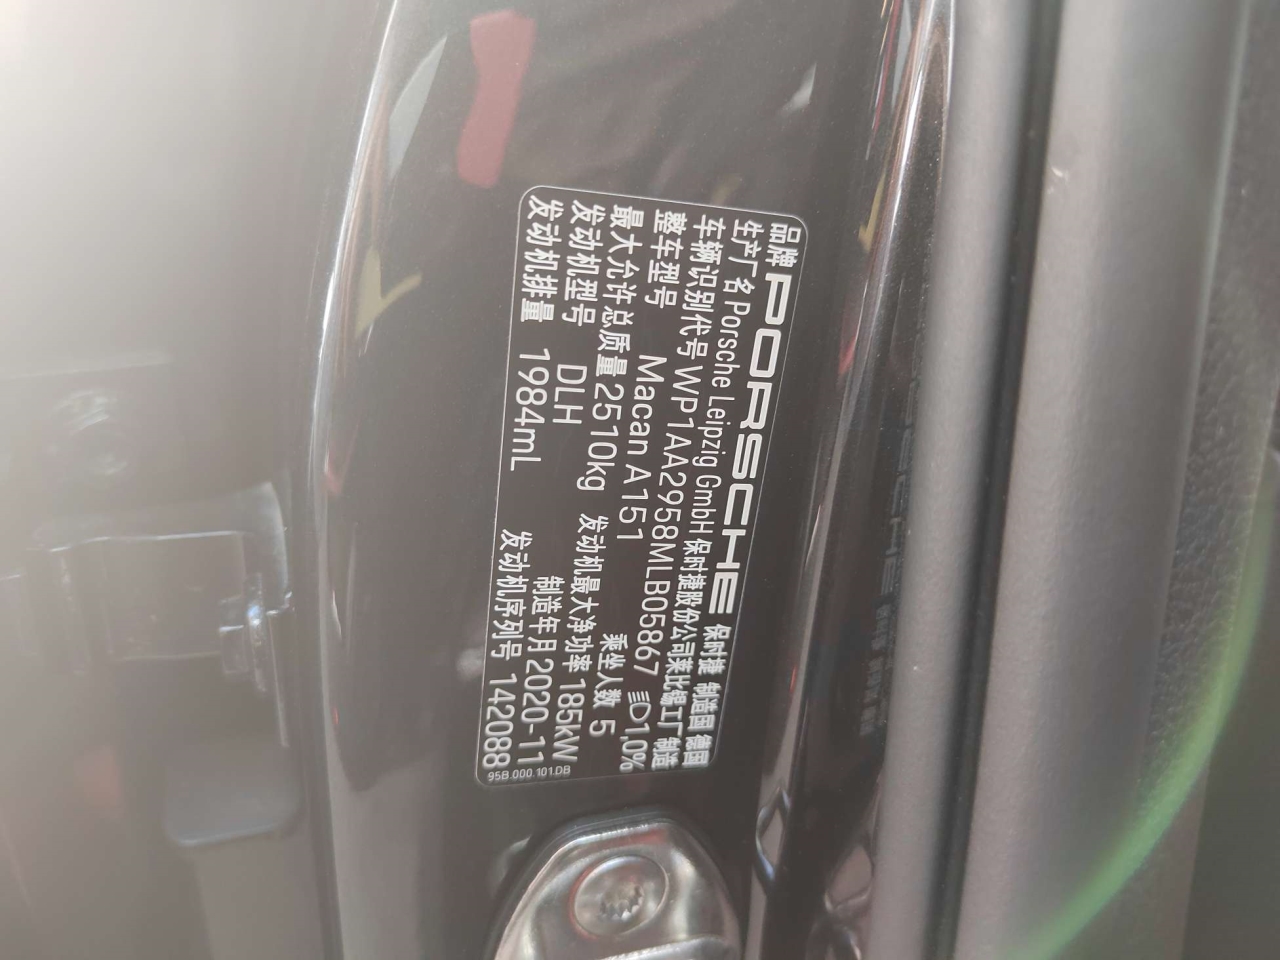 品牌 PORSCHE 保时捷 制造国 德国
生产厂名 Porsche Leipzig GmbH 保时捷股份公司莱比锡工厂 制造
车辆识别代号 WP1AA2958MLB05867 1,0%
整车型号 Macan A151 乘坐人数 5
最大允许总质量 2510kg 发动机最大净功率 185kW
发动机型号 DLH 制造年月 2020-11
发动机排量 1984mL 发动机序列号 142088
95B.000.101.DB